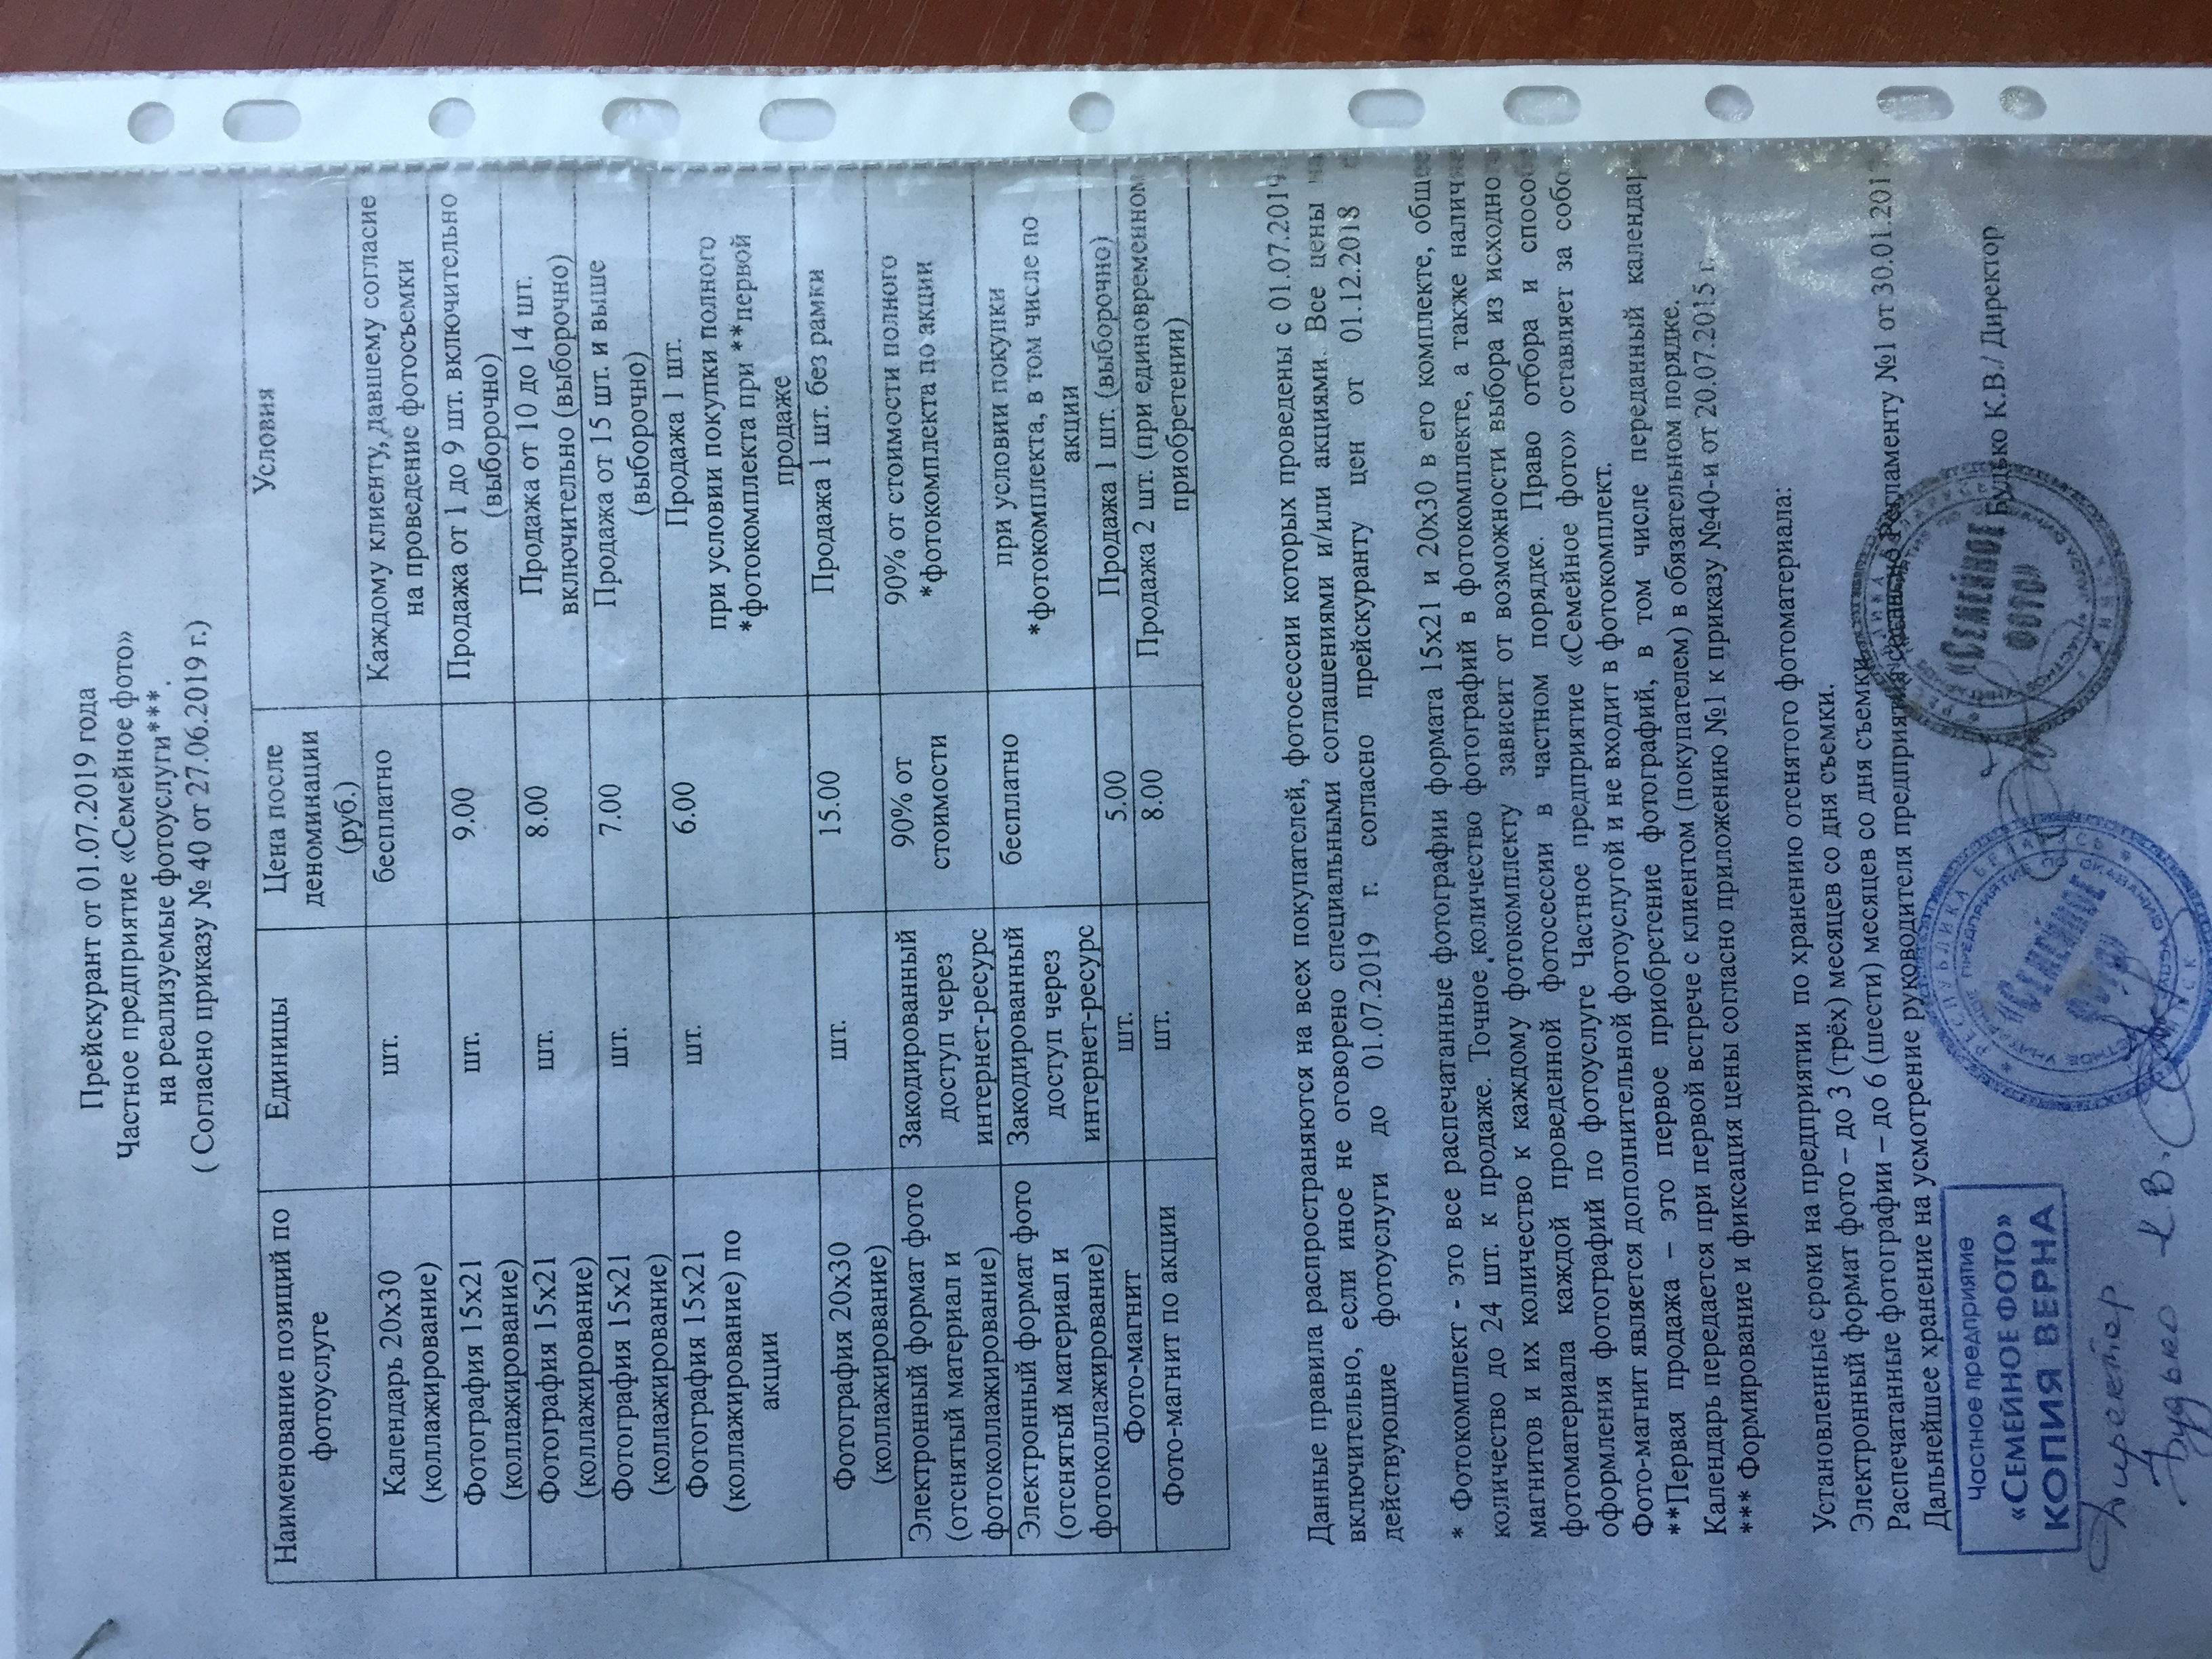 Прейскурант от 01.07.2019 года
Частное предприятие «Семейное фото»
на реализуемые фотоуслуги***.
( Согласно приказу № 40 от 27.06.2019 г.)
Наименование позиций по фотоуслуге
Единицы
Цена после деноминации (руб.)
Условия
Календарь 20х30 (коллажирование)
шт.
бесплатно
Каждому клиенту, давшему согласие на проведение фотосъемки
Фотография 15х21 (коллажирование)
шт.
9.00
Продажа от 1 до 9 шт. включительно (выборочно)
Фотография 15х21 (коллажирование)
шт.
8.00
Продажа от 10 до 14 шт. включительно (выборочно)
Фотография 15х21 (коллажирование)
шт.
7.00
Продажа от 15 шт. и выше (выборочно)
Фотография 15х21 (коллажирование) по акции
шт.
6.00
Продажа 1 шт. при условии покупки полного *фотокомплекта при **первой продаже
Фотография 20х30 (коллажирование)
шт.
15.00
Продажа 1 шт. без рамки
Электронный формат фото (отснятый материал и фотоколлажирование)
Закодированный доступ через интернет-ресурс
90% от стоимости
90% от стоимости полного *фотокомплекта по акции
Электронный формат фото (отснятый материал и фотоколлажирование)
Закодированный доступ через интернет-ресурс
бесплатно
при условии покупки *фотокомплекта, в том числе по акции
Фото-магнит
шт.
5.00
Продажа 1 шт. (выборочно)
Фото-магнит по акции
шт.
8.00
Продажа 2 шт. (при единовременном приобретении)
Данные правила распространяются на всех покупателей, фотосессии которых проведены с 01.07.2019
включительно, если иное не оговорено специальными соглашениями и/или акциями. Все цены на
действующие фотоуслуги до 01.07.2019 г. согласно прейскуранту цен от 01.12.2018
* Фотокомплект - это все распечатанные фотографии формата 15х21 и 20х30 в его комплекте, общее
количество до 24 шт. к продаже. Точное количество фотографий в фотокомплекте, а также наличие
магнитов и их количество к каждому фотокомплекту зависит от возможности выбора из исходного
фотоматериала каждой проведенной фотосессии в частном порядке. Право отбора и способ
оформления фотографий по фотоуслуге Частное предприятие «Семейное фото» оставляет за собой.
Фото-магнит является дополнительной фотоуслугой и не входит в фотокомплект.
**Первая продажа – это первое приобретение фотографий, в том числе переданный календарь.
Календарь передается при первой встрече с клиентом (покупателем) в обязательном порядке.
*** Формирование и фиксация цены согласно приложению №1 к приказу №40-и от 20.07.2015 г.
Установленные сроки на предприятии по хранению отснятого фотоматериала:
Электронный формат фото – до 3 (трёх) месяцев со дня съемки.
Распечатанные фотографии – до 6 (шести) месяцев со дня съемки.
Дальнейшее хранение на усмотрение руководителя предприятия согласно Регламенту №1 от 30.01.201
Будько К.В./ Директор
Частное предприятие
«СЕМЕЙНОЕ ФОТО»
КОПИЯ ВЕРНА
РЕСПУБЛИКА БЕЛАРУСЬ
«СЕМЕЙНОЕ ФОТО»
МИНСК
«СЕМЕЙНОЕ ФОТО»
МИНСК
Директор
Будько К.В.